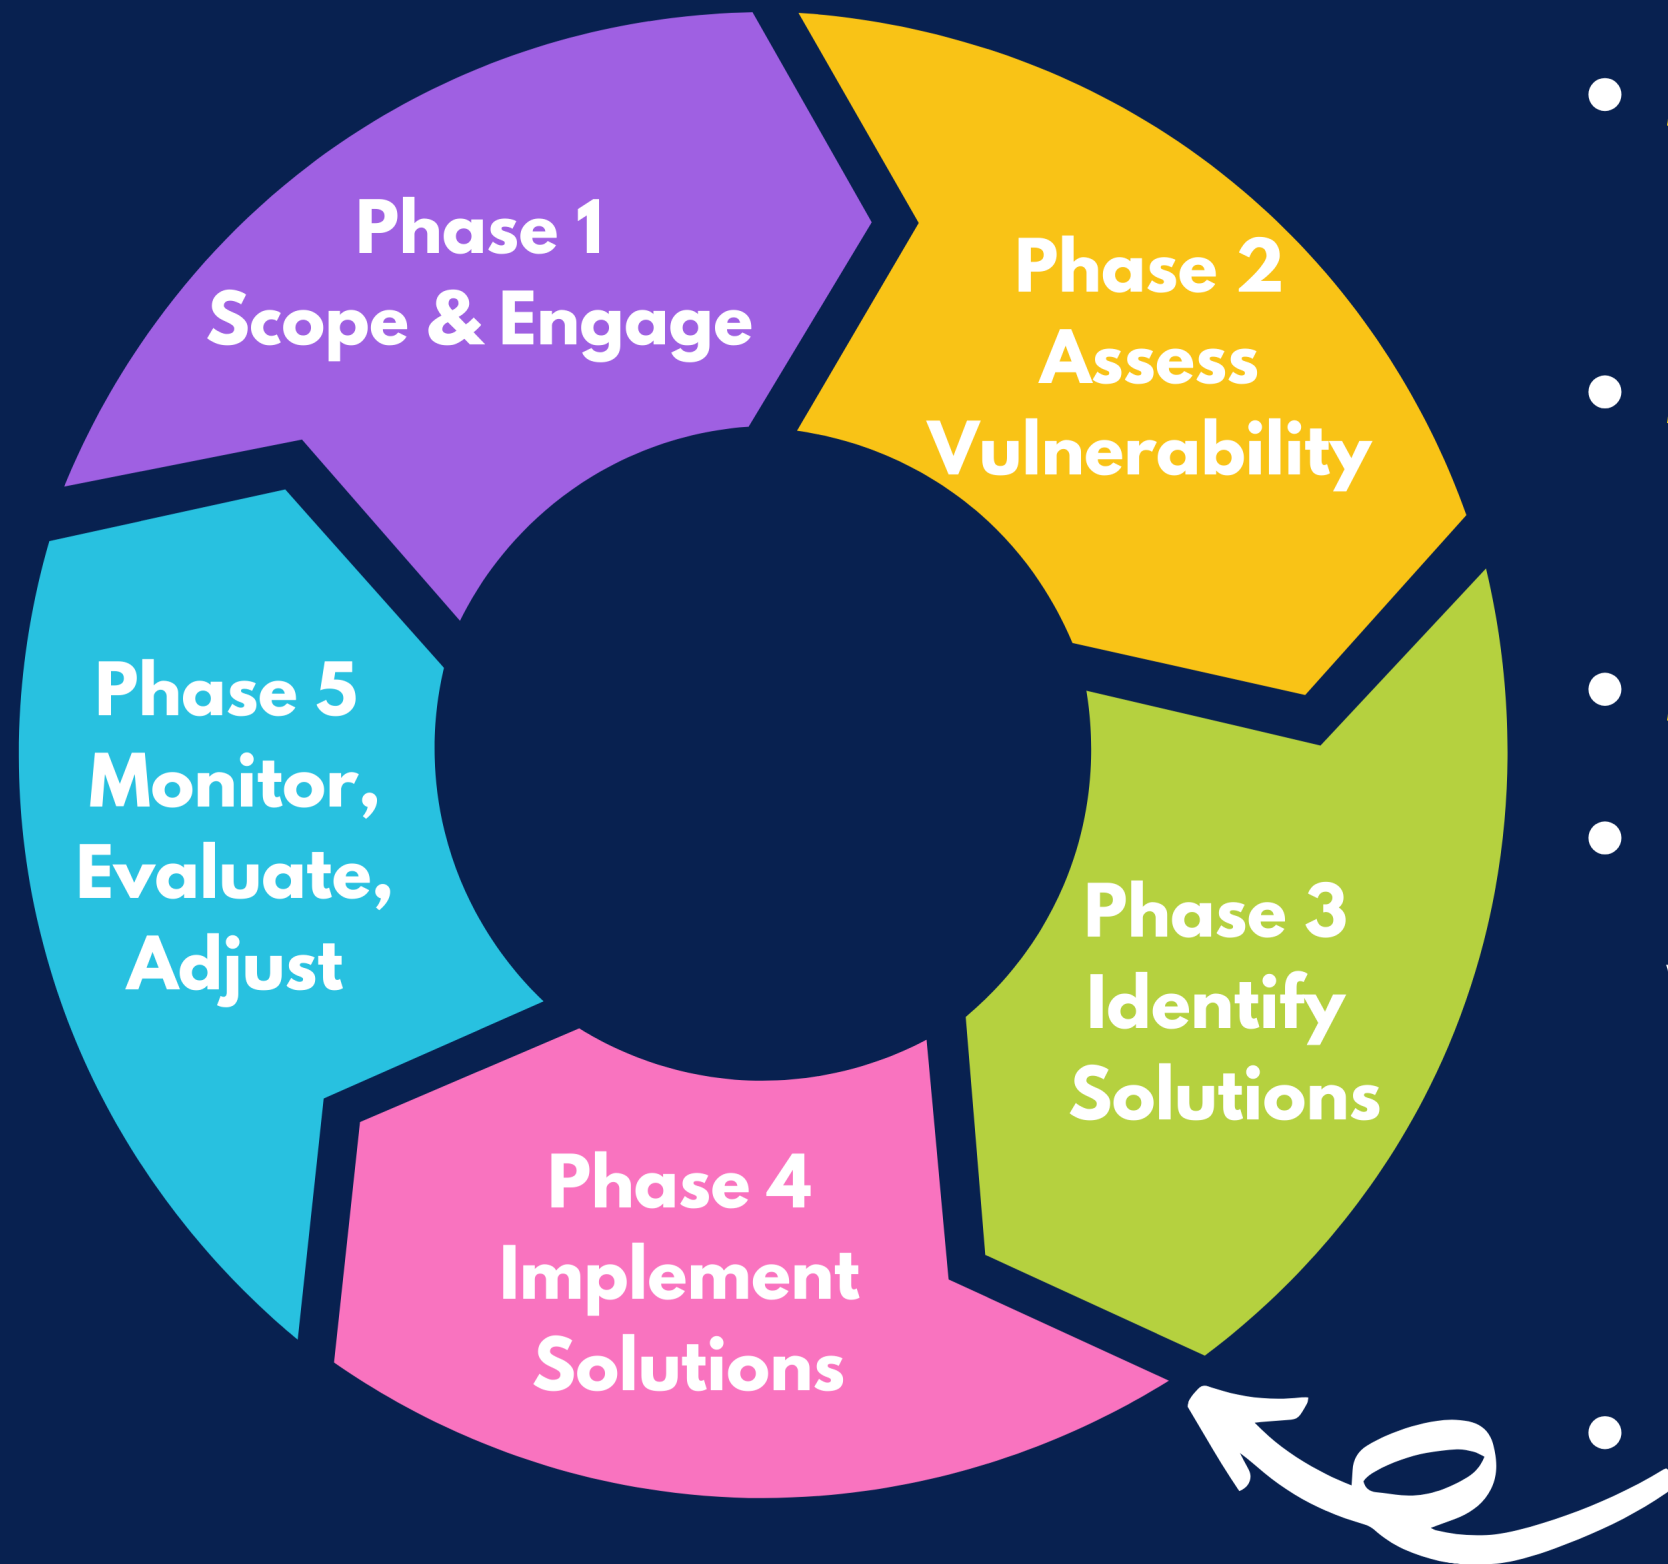 Phase 1
Scope & Engage
Phase 2
Assess
Vulnerability
Phase 3
Identify
Solutions
Phase 4
Implement
Solutions
Phase 5
Monitor,
Evaluate,
Adjust